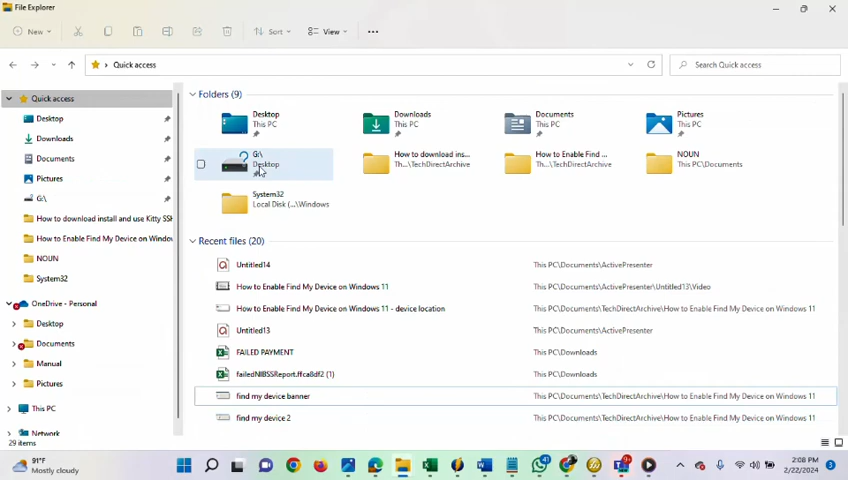 File Explorer
New
Sort
View
Quick access
Search Quick access
Quick access
Desktop
Downloads
Documents
Pictures
G:\
How to download install and use Kitty SSH
How to Enable Find My Device on Windows
NOUN
System32
OneDrive - Personal
Desktop
Documents
Manual
Pictures
This PC
Network
29 items
Folders (9)
Desktop
This PC
Downloads
This PC
Documents
This PC
Pictures
This PC
G:\
Desktop
How to download ins...
Th...\TechDirectArchive
How to Enable Find ...
Th...\TechDirectArchive
NOUN
This PC\Documents
System32
Local Disk (...\Windows
Recent files (20)
Untitled14 This PC\Documents\ActivePresenter
How to Enable Find My Device on Windows 11 This PC\Documents\ActivePresenter\Untitled13\Video
How to Enable Find My Device on Windows 11 - device location This PC\Documents\TechDirectArchive\How to Enable Find My Device on Windows 11
Untitled13 This PC\Documents\ActivePresenter
FAILED PAYMENT This PC\Downloads
failedNIBSSReport.ffca8df2 (1) This PC\Downloads
find my device banner This PC\Documents\TechDirectArchive\How to Enable Find My Device on Windows 11
find my device 2 This PC\Documents\TechDirectArchive\How to Enable Find My Device on Windows 11
91°F
Mostly cloudy
2:08 PM
2/22/2024